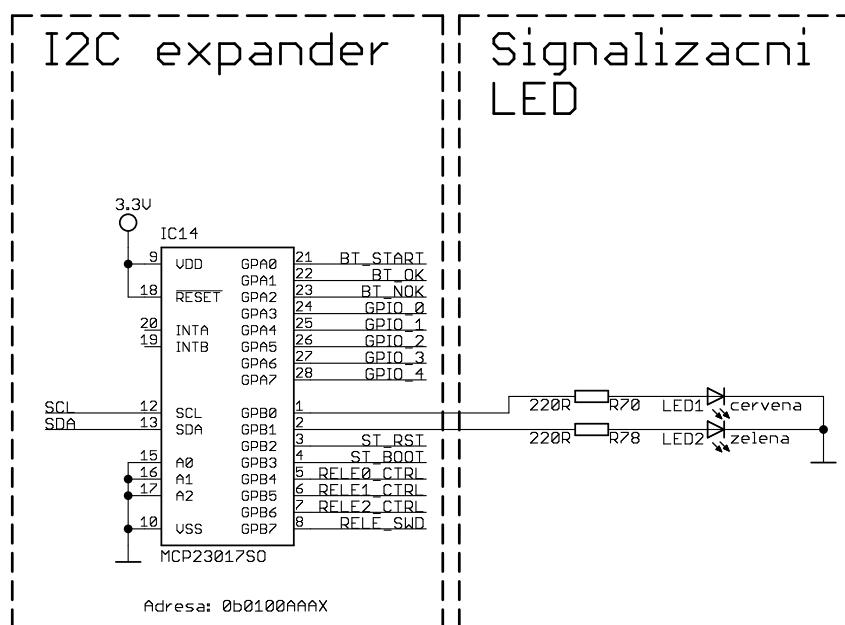 I2C expander
Signalizacni
LED
3.3V
IC14
9 VDD GPA0 21 BT_START
GPA1 22 BT_OK
18 RESET GPA2 23 BT_NOK
GPA3 24 GPIO_0
20 INTA GPA4 25 GPIO_1
19 INTB GPA5 26 GPIO_2
GPA6 27 GPIO_3
GPA7 28 GPIO_4
SCL 12 SCL GPB0 1 220R R70 LED1 cervena
SDA 13 SDA GPB1 2 220R R78 LED2 zelena
GPB2 3 ST_RST
15 A0 GPB3 4 ST_BOOT
16 A1 GPB4 5 RELE0_CTRL
17 A2 GPB5 6 RELE1_CTRL
GPB6 7 RELE2_CTRL
10 VSS GPB7 8 RELE_SWD
MCP23017SO
Adresa: 0b0100AAAX